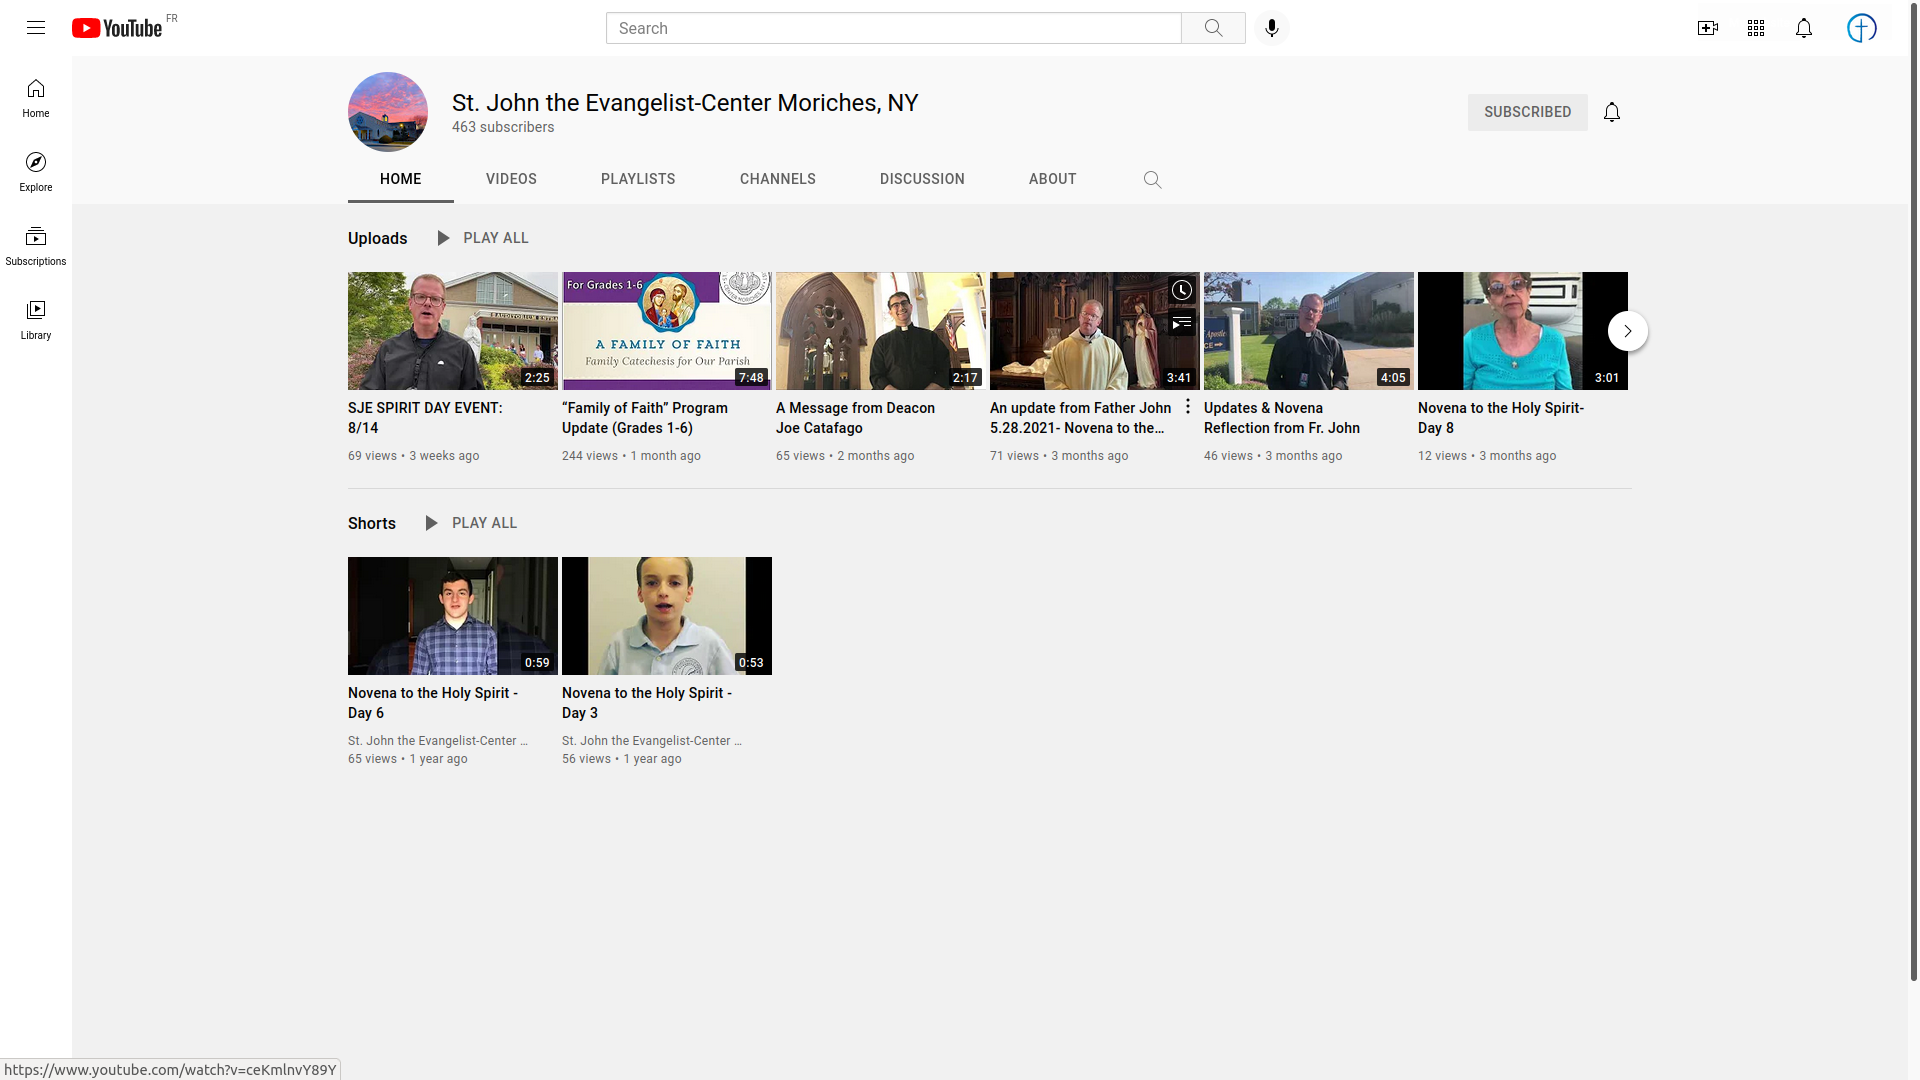 YouTube FR
Search
Home
Explore
Subscriptions
Library
St. John the Evangelist-Center Moriches, NY
463 subscribers
SUBSCRIBED
HOME VIDEOS PLAYLISTS CHANNELS DISCUSSION ABOUT
Uploads PLAY ALL
AUDITORIUM ENTRANCE
2:25
SJE SPIRIT DAY EVENT:
8/14
69 views • 3 weeks ago
For Grades 1-6
A FAMILY OF FAITH
Family Catechesis for Our Parish
7:48
“Family of Faith” Program
Update (Grades 1-6)
244 views • 1 month ago
2:17
A Message from Deacon
Joe Catafago
65 views • 2 months ago
3:41
An update from Father John
5.28.2021- Novena to the...
71 views • 3 months ago
4:05
Updates & Novena
Reflection from Fr. John
46 views • 3 months ago
3:01
Novena to the Holy Spirit-
Day 8
12 views • 3 months ago
Shorts PLAY ALL
0:59
Novena to the Holy Spirit -
Day 6
St. John the Evangelist-Center ...
65 views • 1 year ago
0:53
Novena to the Holy Spirit -
Day 3
St. John the Evangelist-Center ...
56 views • 1 year ago
https://www.youtube.com/watch?v=ceKmlnvY89Y